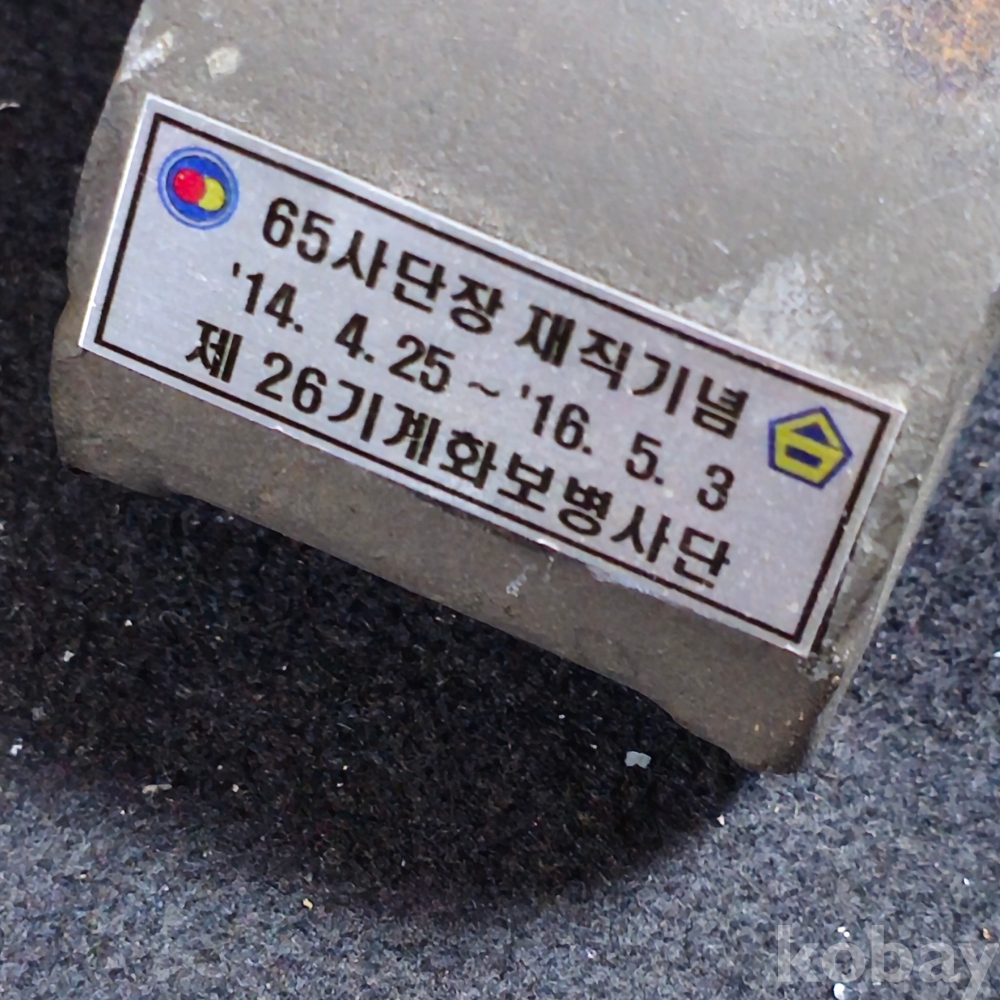 65사단장 재직기념
'14. 4. 25 ~ '16. 5. 3
제 26기계화보병사단
kobay